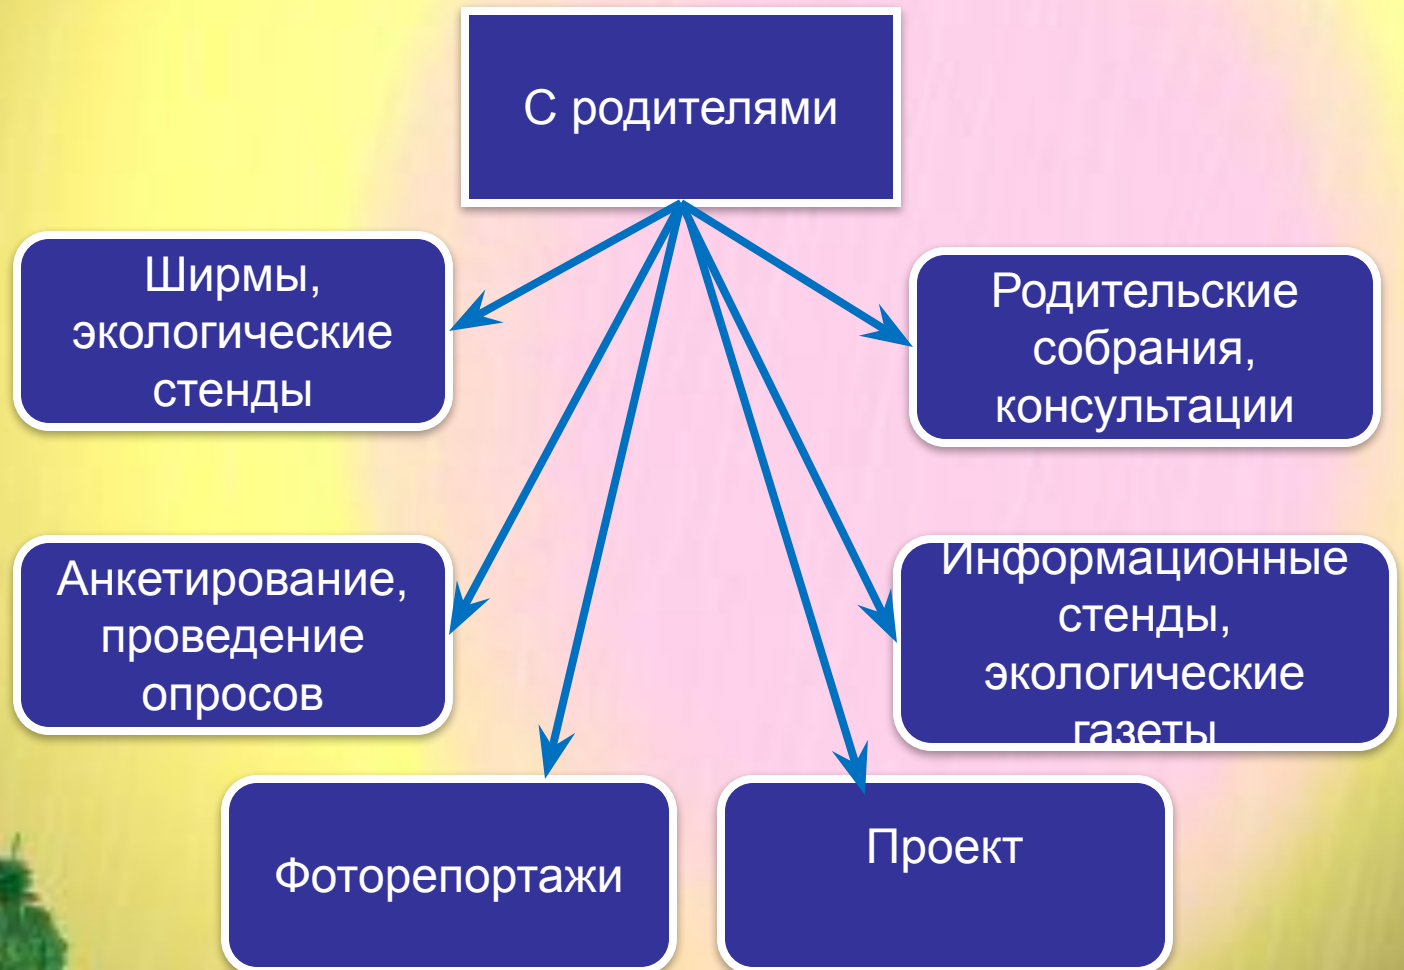 С родителями
Ширмы,
экологические
стенды
Родительские
собрания,
консультации
Анкетирование,
проведение
опросов
Информационные
стенды,
экологические
газеты
Фоторепортажи
Проект